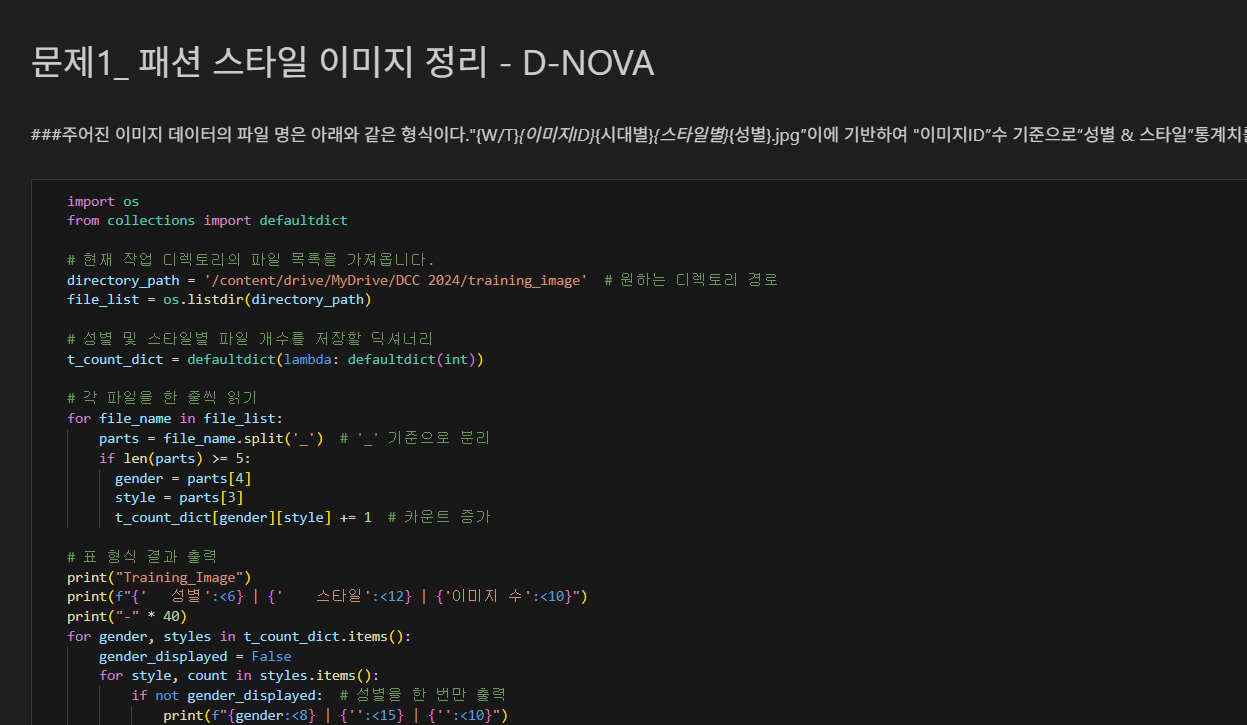 문제1_ 패션 스타일 이미지 정리 - D-NOVA
###주어진 이미지 데이터의 파일 명은 아래와 같은 형식이다."{W/T}{이미지ID}{시대별}{스타일별}{성별}.jpg”이에 기반하여 "이미지ID”수 기준으로“성별 & 스타일”통계치를
import os
from collections import defaultdict
# 현재 작업 디렉토리의 파일 목록을 가져옵니다.
directory_path = '/content/drive/MyDrive/DCC 2024/training_image'  # 원하는 디렉토리 경로
file_list = os.listdir(directory_path)
# 성별 및 스타일별 파일 개수를 저장할 딕셔너리
t_count_dict = defaultdict(lambda: defaultdict(int))
# 각 파일을 한 줄씩 읽기
for file_name in file_list:
    parts = file_name.split('_')  # '_' 기준으로 분리
    if len(parts) >= 5:
      gender = parts[4]
      style = parts[3]
      t_count_dict[gender][style] += 1  # 카운트 증가
# 표 형식 결과 출력
print("Training_Image")
print(f"{'   성별':<6} | {'    스타일':<12} | {'이미지 수':<10}")
print("-" * 40)
for gender, styles in t_count_dict.items():
    gender_displayed = False
    for style, count in styles.items():
        if not gender_displayed:  # 성별을 한 번만 출력
            print(f"{gender:<8} | {'':<15} | {'':<10}")